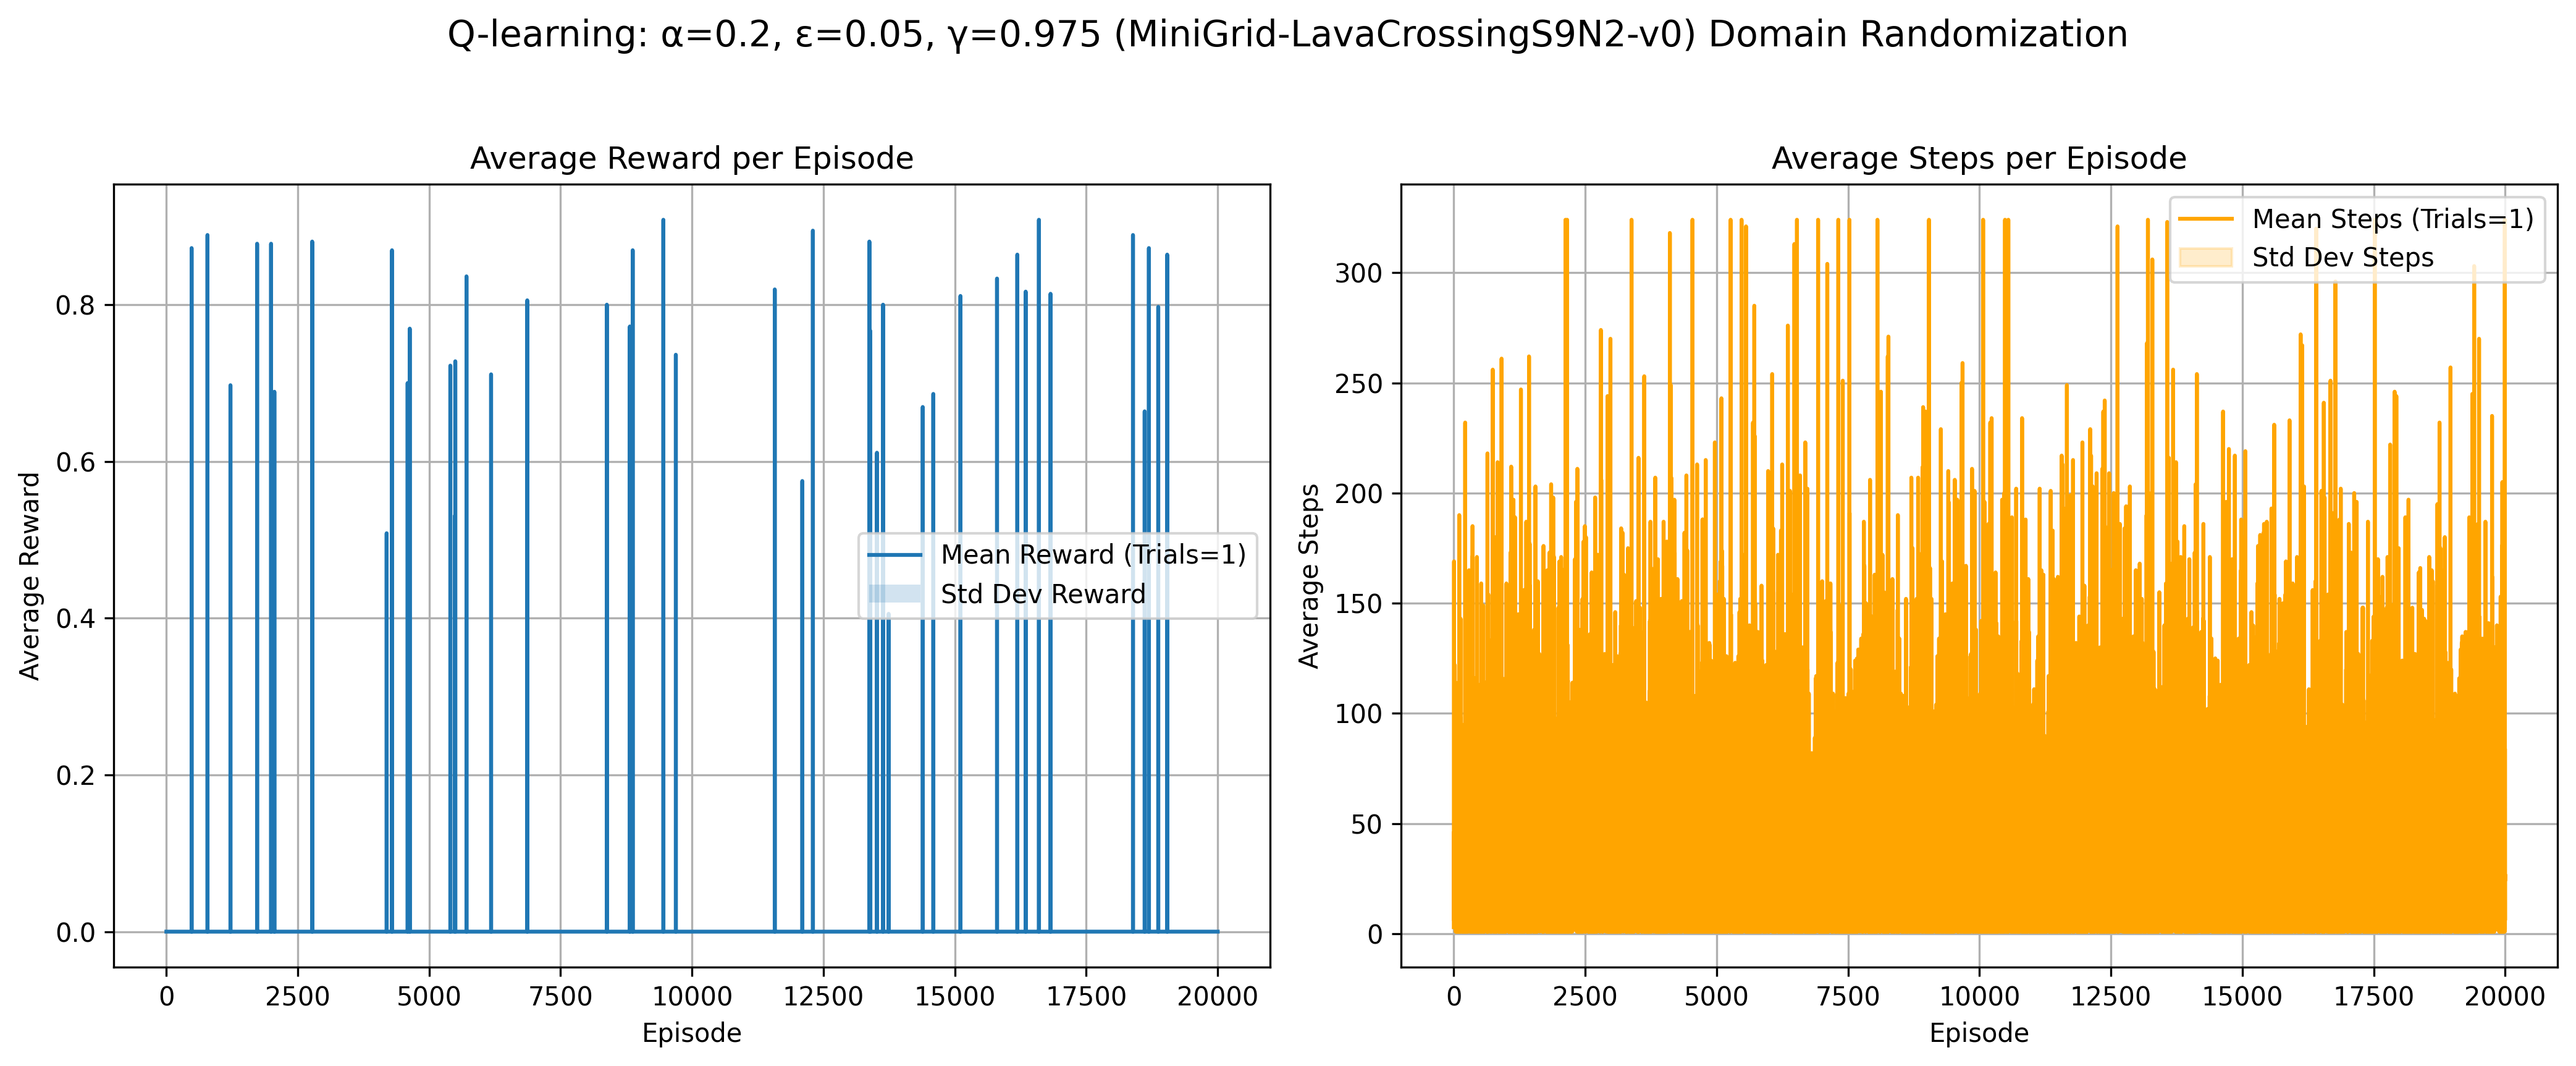 Q-learning: α=0.2, ε=0.05, γ=0.975 (MiniGrid-LavaCrossingS9N2-v0) Domain Randomization
Average Reward per Episode
Average Reward
0.8
0.6
0.4
0.2
0.0
Mean Reward (Trials=1)
Std Dev Reward
0 2500 5000 7500 10000 12500 15000 17500 20000
Episode
Average Steps per Episode
Average Steps
300
250
200
150
100
50
0
Mean Steps (Trials=1)
Std Dev Steps
0 2500 5000 7500 10000 12500 15000 17500 20000
Episode